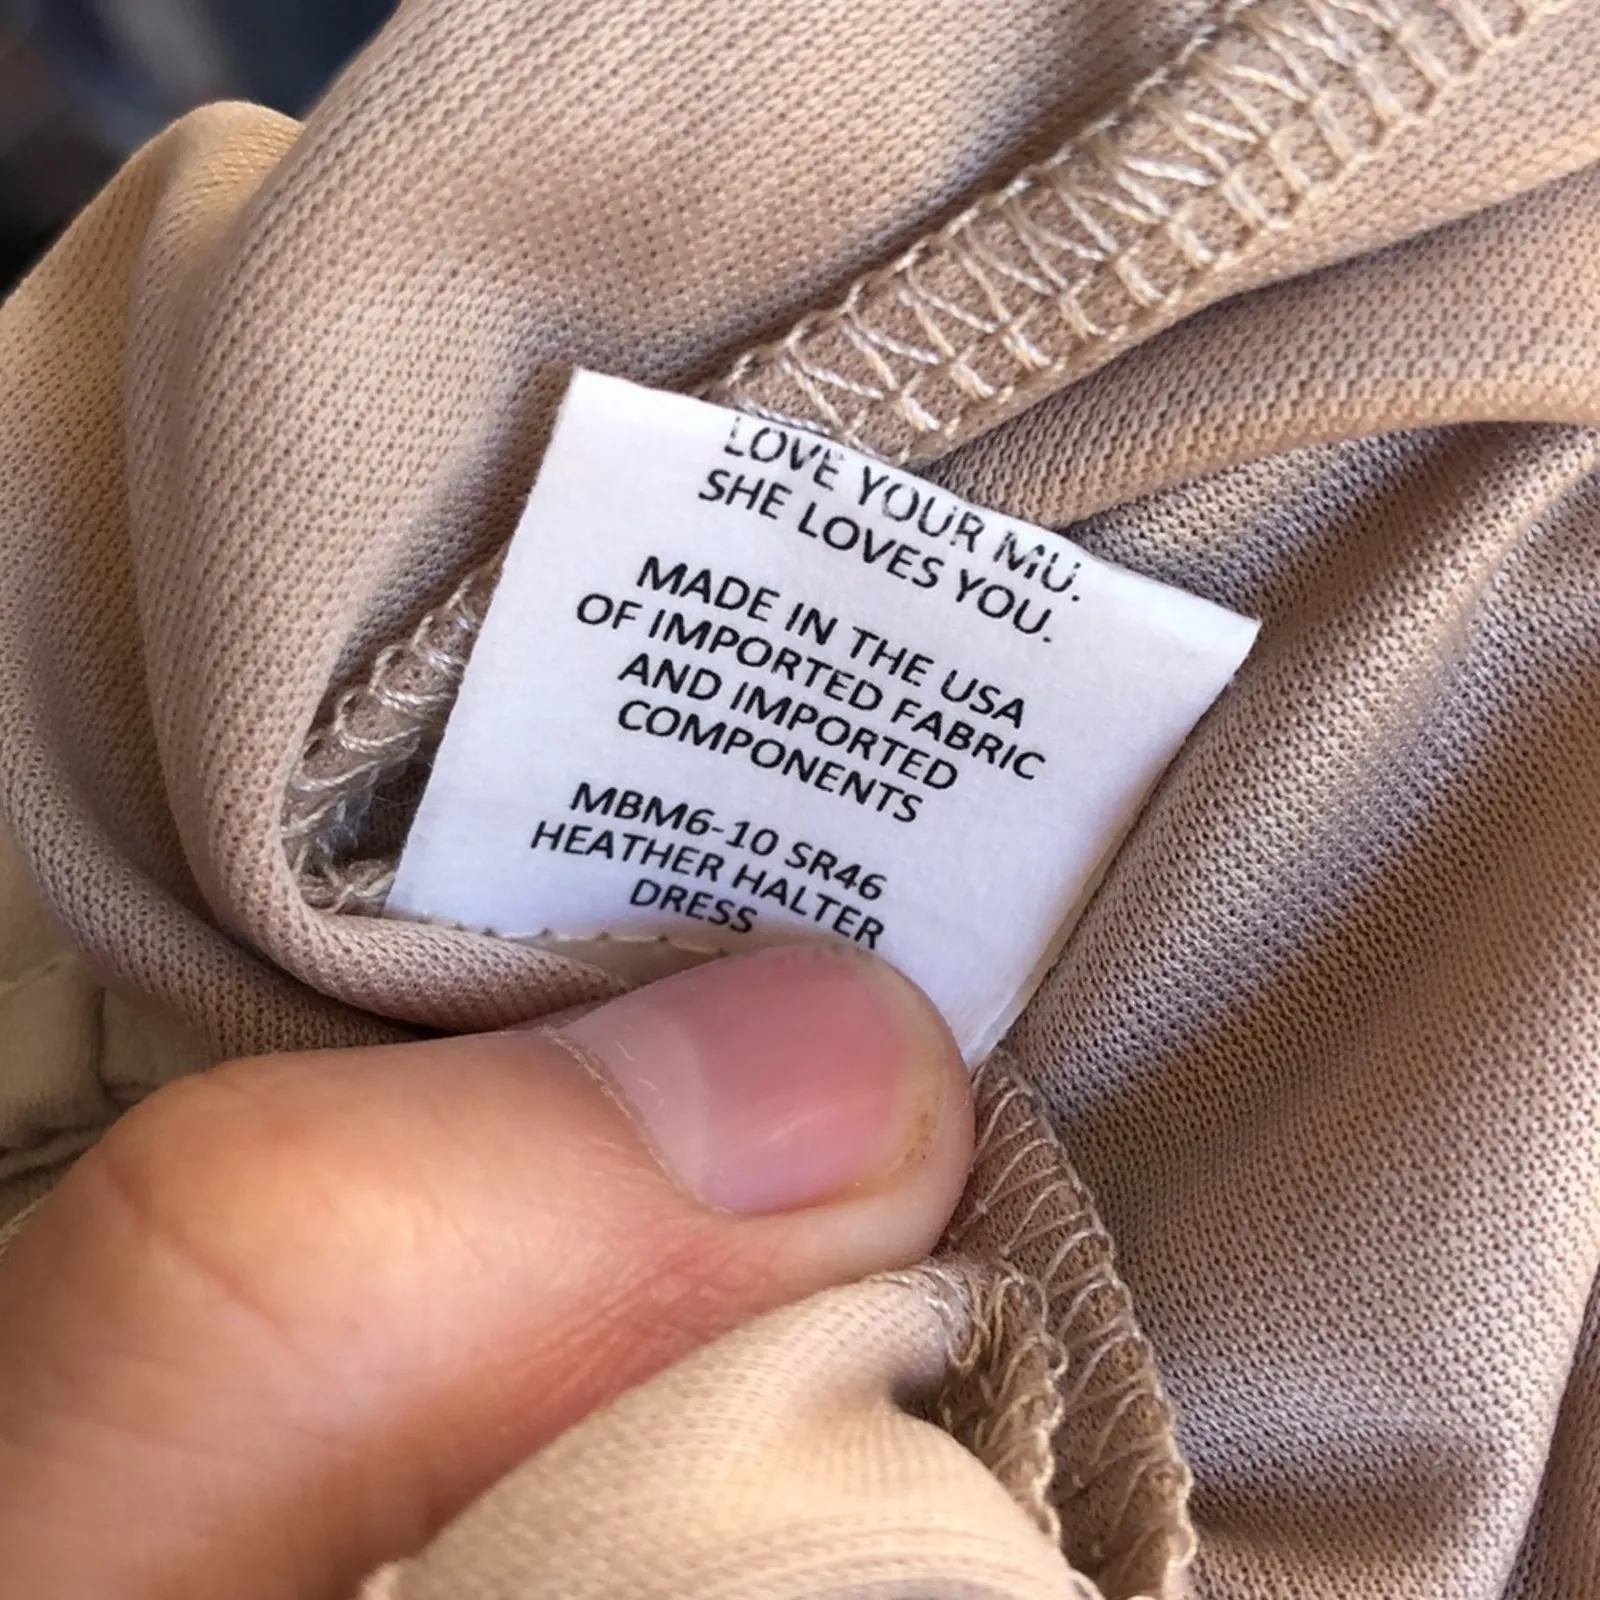 LOVE YOUR MU.
SHE LOVES YOU.
MADE IN THE USA
OF IMPORTED FABRIC
AND IMPORTED
COMPONENTS
MBM6-10 SR46
HEATHER HALTER
DRESS